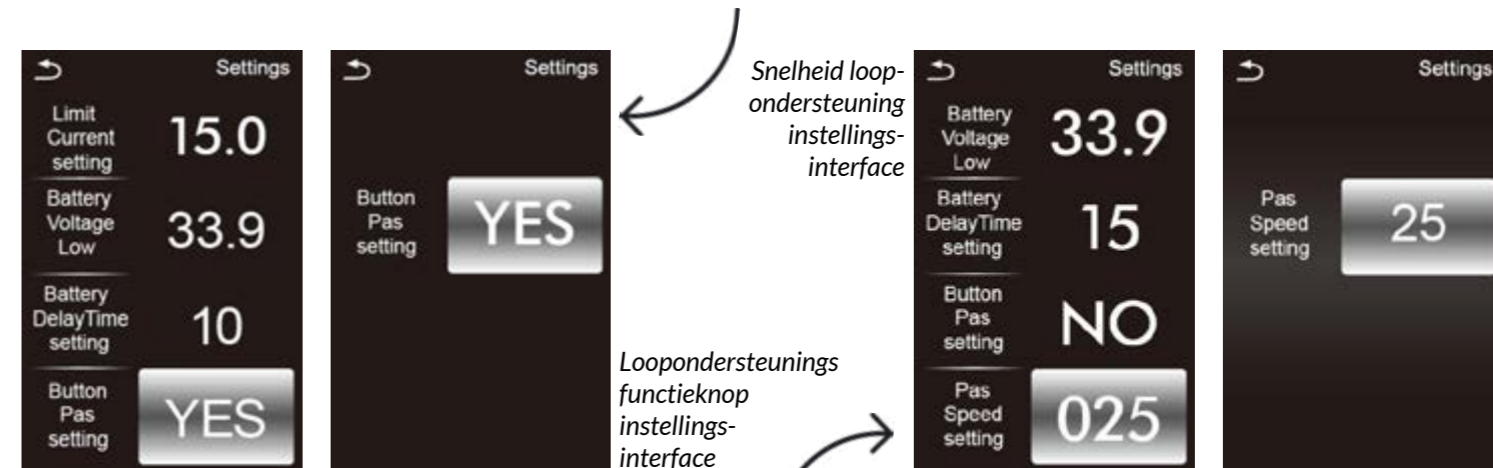 Settings
Limit
Current
setting
15.0
Battery
Voltage
Low
33.9
Battery
DelayTime
setting
10
Button
Pas
setting
YES
Settings
Button
Pas
setting
YES
Loopondersteunings
functieknop
instellings-
interface
Snelheid loop-
ondersteuning
instellings-
interface
Settings
Battery
Voltage
Low
33.9
Battery
DelayTime
setting
15
Button
Pas
setting
NO
Pas
Speed
setting
025
Settings
Pas
Speed
setting
25